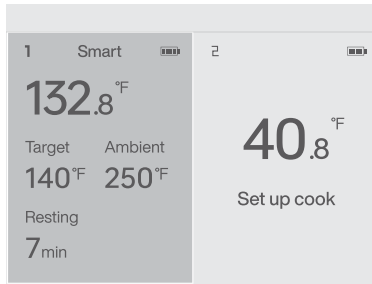 1 Smart
132.8°F
Target Ambient
140°F 250°F
Resting
7min
2
40.8°F
Set up cook